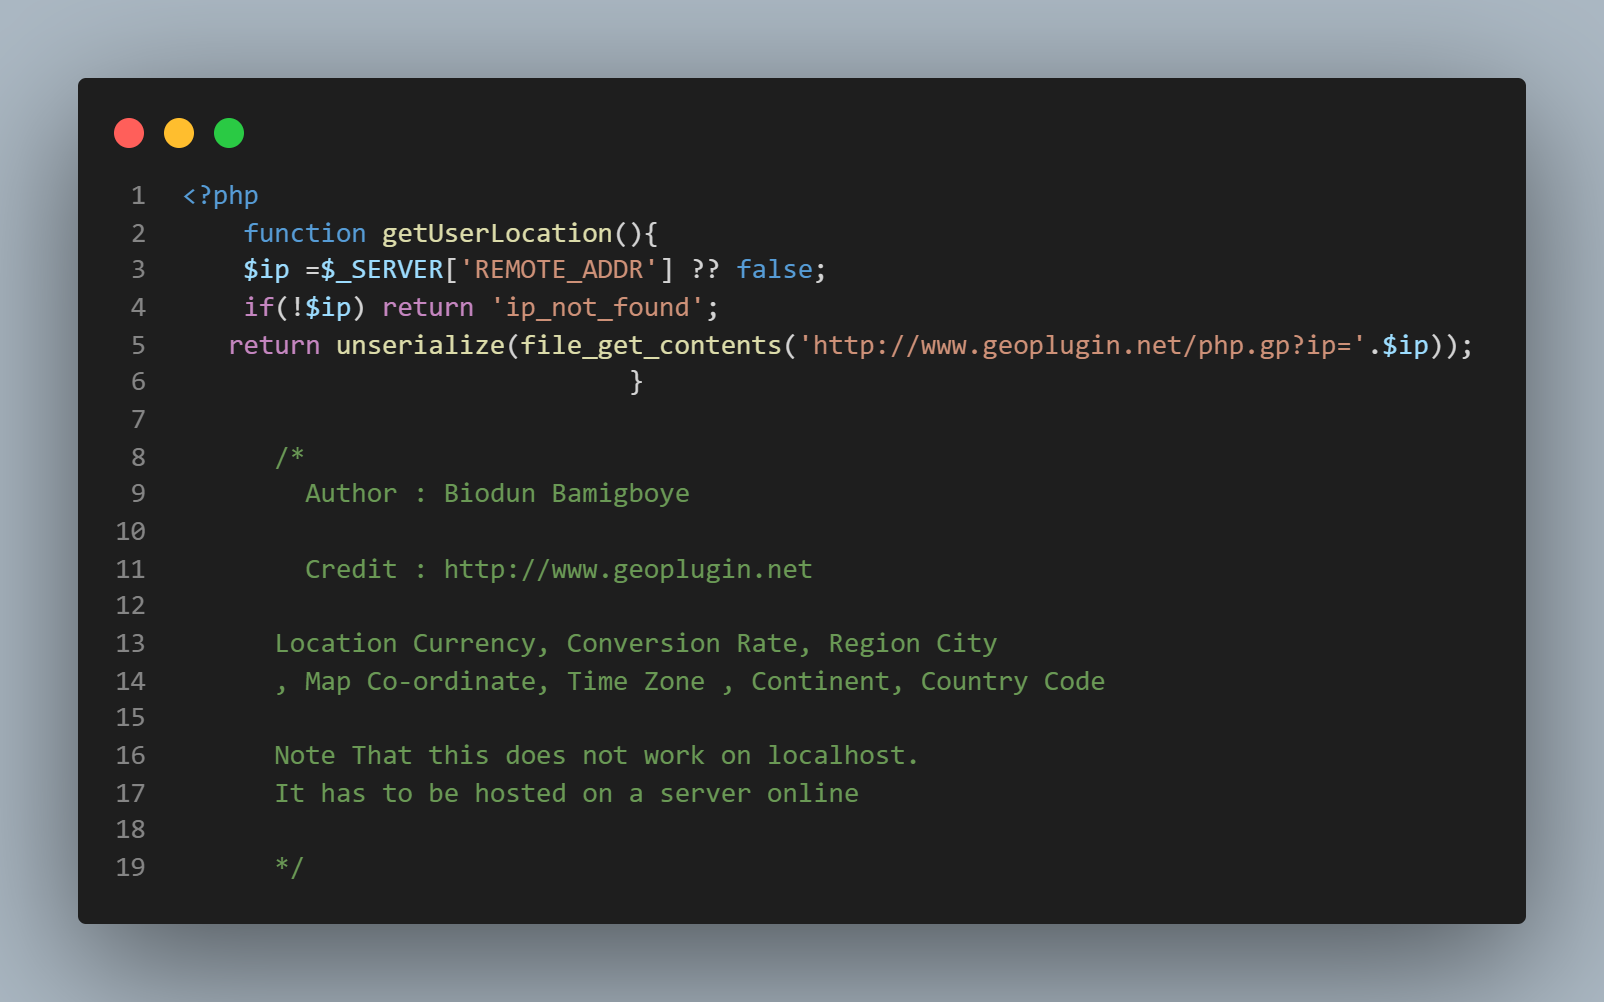 1 <?php
2 function getUserLocation(){
3 $ip =$_SERVER['REMOTE_ADDR'] ?? false;
4 if(!$ip) return 'ip_not_found';
5 return unserialize(file_get_contents('http://www.geoplugin.net/php.gp?ip='.$ip));
6 }
7
8 /*
9 Author : Biodun Bamigboye
10
11 Credit : http://www.geoplugin.net
12
13 Location Currency, Conversion Rate, Region City
14 , Map Co-ordinate, Time Zone , Continent, Country Code
15
16 Note That this does not work on localhost.
17 It has to be hosted on a server online
18
19 */